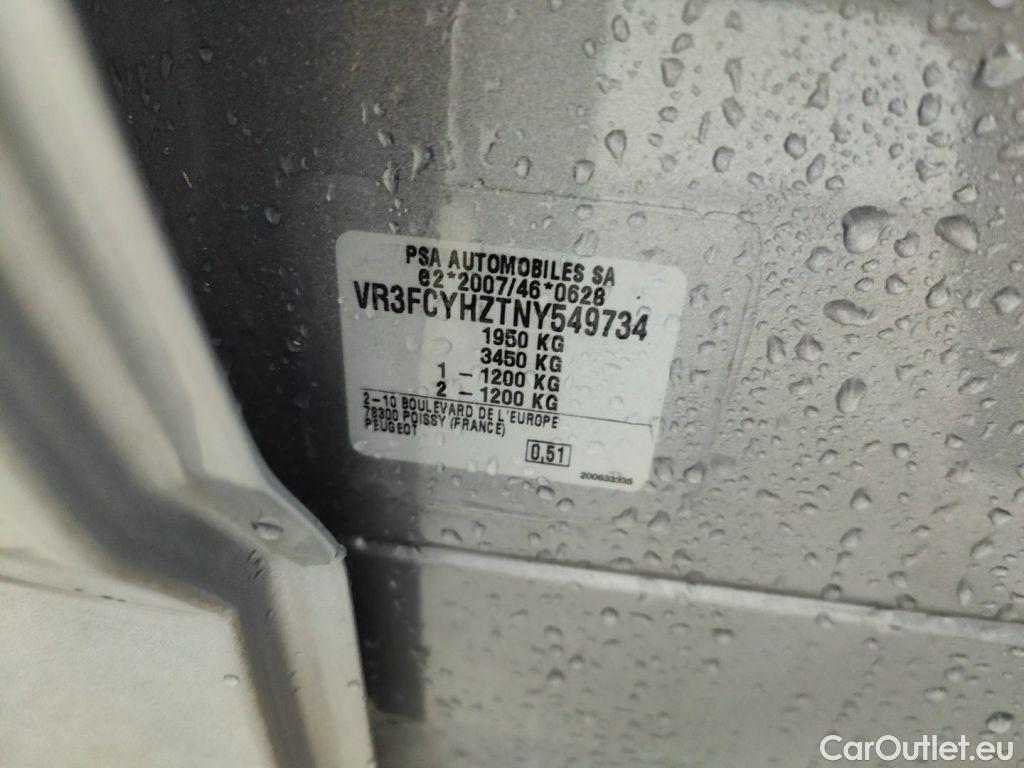 PSA AUTOMOBILES SA
e2*2007/46*0628
VR3FCYHZTNY549734
1950 KG
3450 KG
1 - 1200 KG
2 - 1200 KG
2-10 BOULEVARD DE L'EUROPE
78300 POISSY (FRANCE)
PEUGEOT
0,51
200633335
CarOutlet.eu